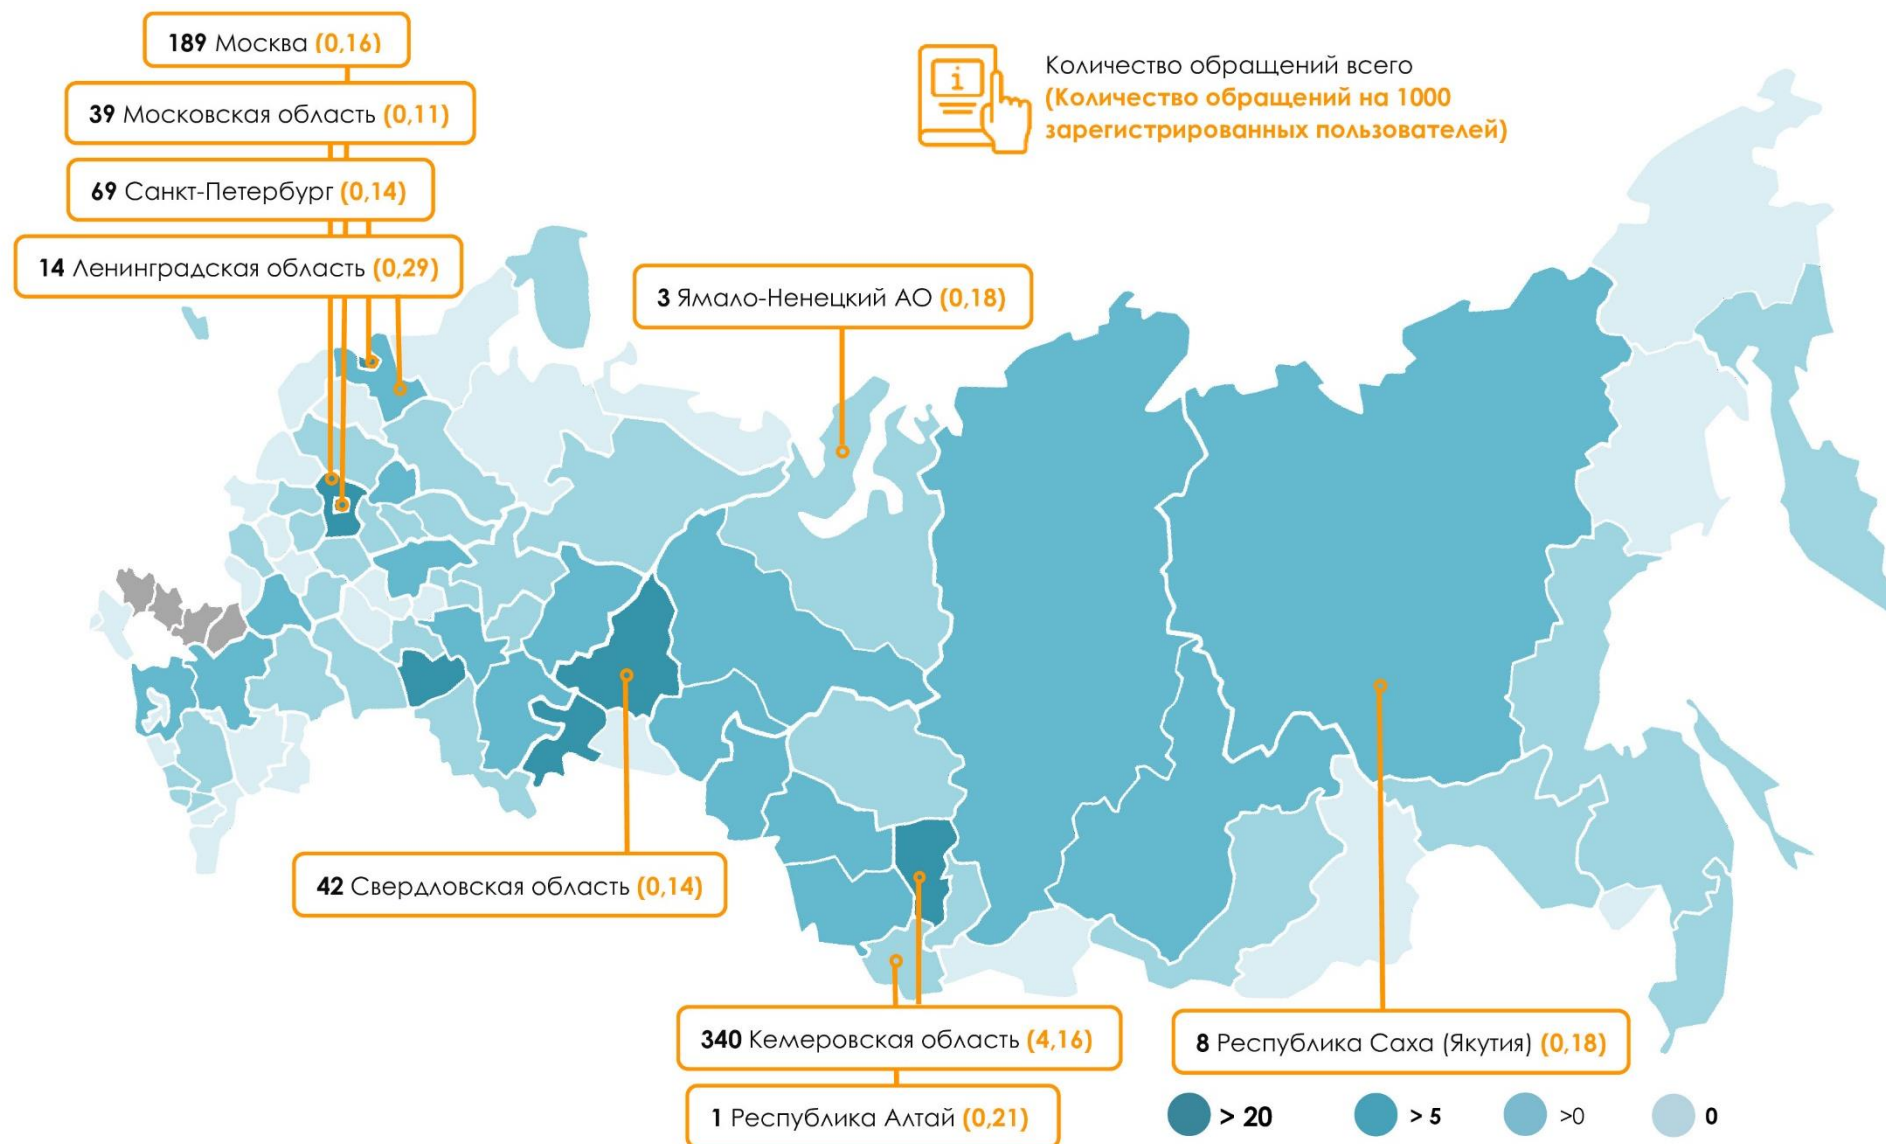 189 Москва (0,16)
39 Московская область (0,11)
69 Санкт-Петербург (0,14)
14 Ленинградская область (0,29)
i
Количество обращений всего
(Количество обращений на 1000
зарегистрированных пользователей)
3 Ямало-Ненецкий АО (0,18)
42 Свердловская область (0,14)
340 Кемеровская область (4,16)
1 Республика Алтай (0,21)
8 Республика Саха (Якутия) (0,18)
> 20
> 5
>0
0